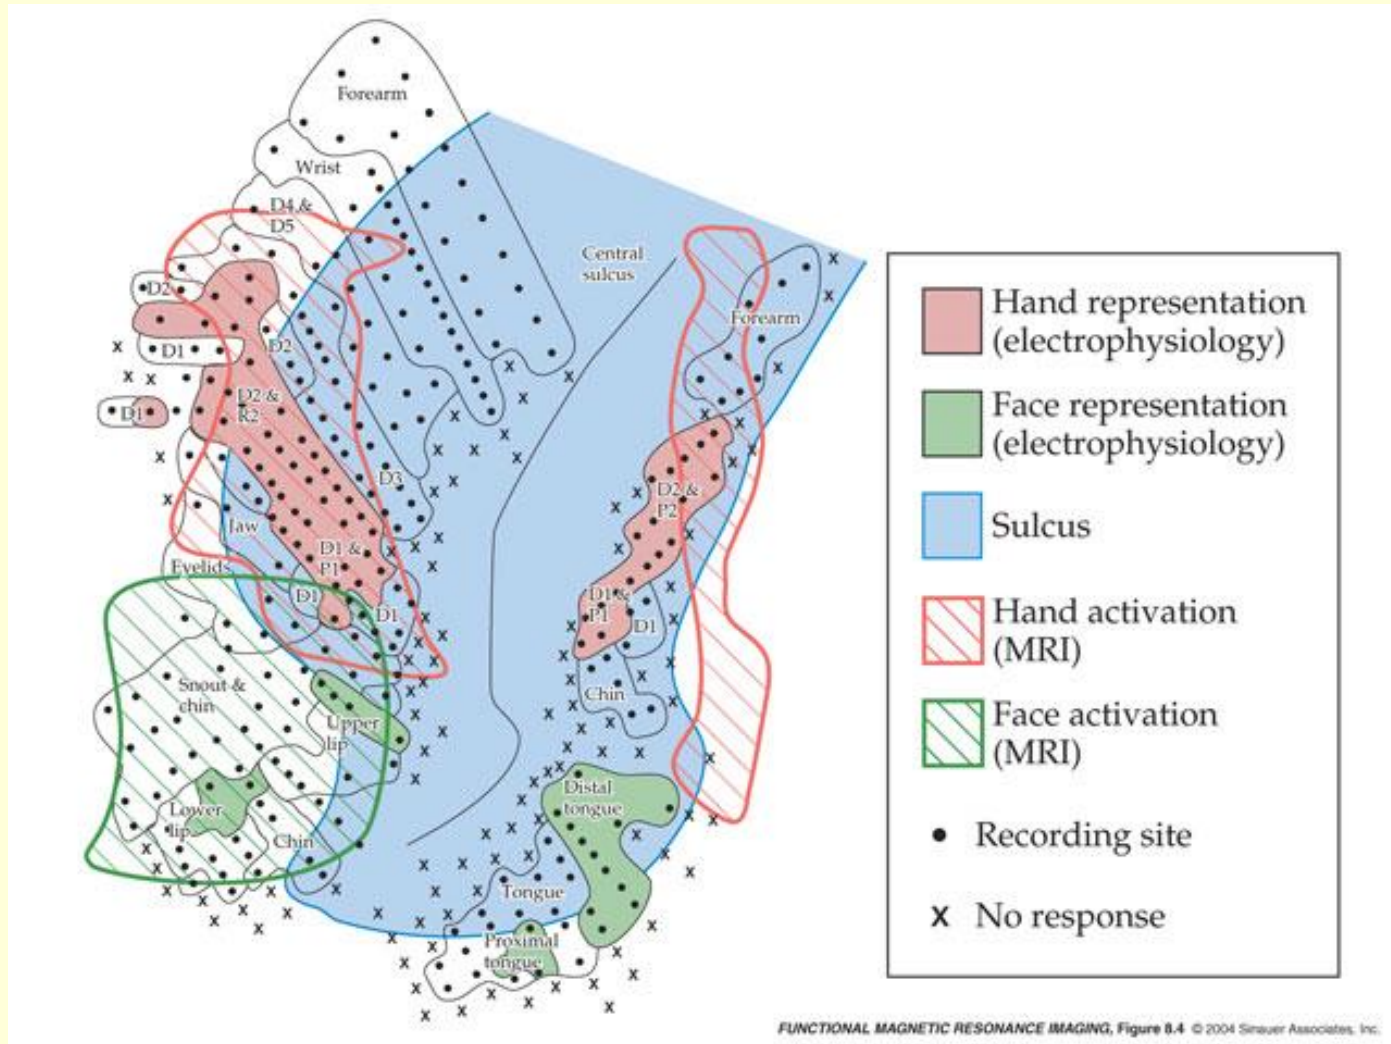 Forearm
Wrist
D4 &
D5
Central
sulcus
D2
Forearm
D1
D2
D2 &
R2
D1
D3
D2 &
P2
Jaw
D1 &
P1
Eyelids
D1
D1
D1 &
P1
D1
Snout &
chin
Chin
Upper
lip
Distal
tongue
Lower
lip
Chin
Tongue
Proximal
tongue
Hand representation
(electrophysiology)
Face representation
(electrophysiology)
Sulcus
Hand activation
(MRI)
Face activation
(MRI)
Recording site
x No response
FUNCTIONAL MAGNETIC RESONANCE IMAGING, Figure 8.4 © 2004 Sinauer Associates, Inc.